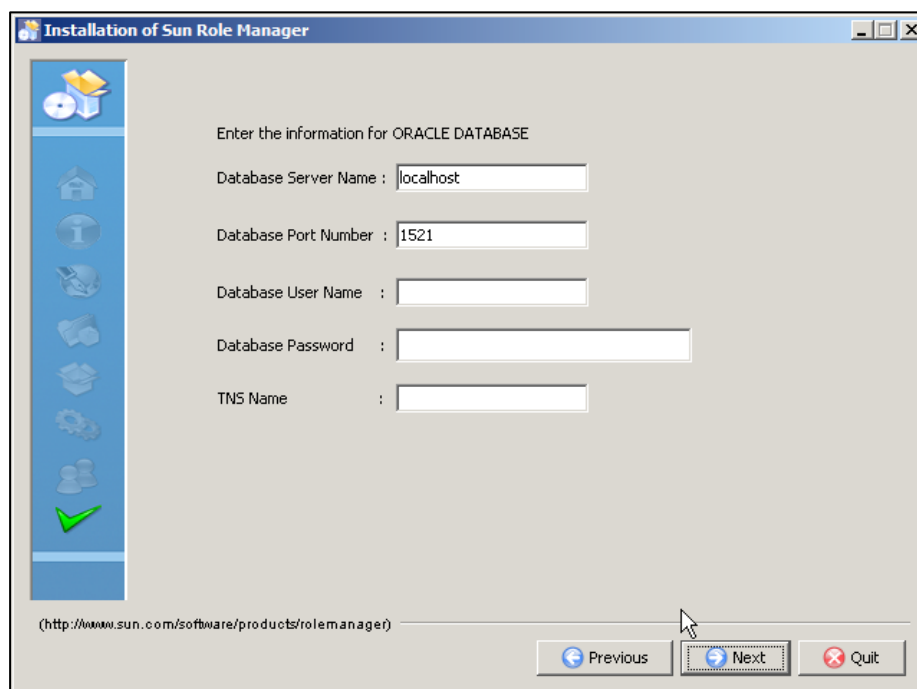 Installation of Sun Role Manager
Enter the information for ORACLE DATABASE
Database Server Name : localhost
Database Port Number : 1521
Database User Name :
Database Password :
TNS Name :
(http://www.sun.com/software/products/rolemanager)
Previous Next Quit